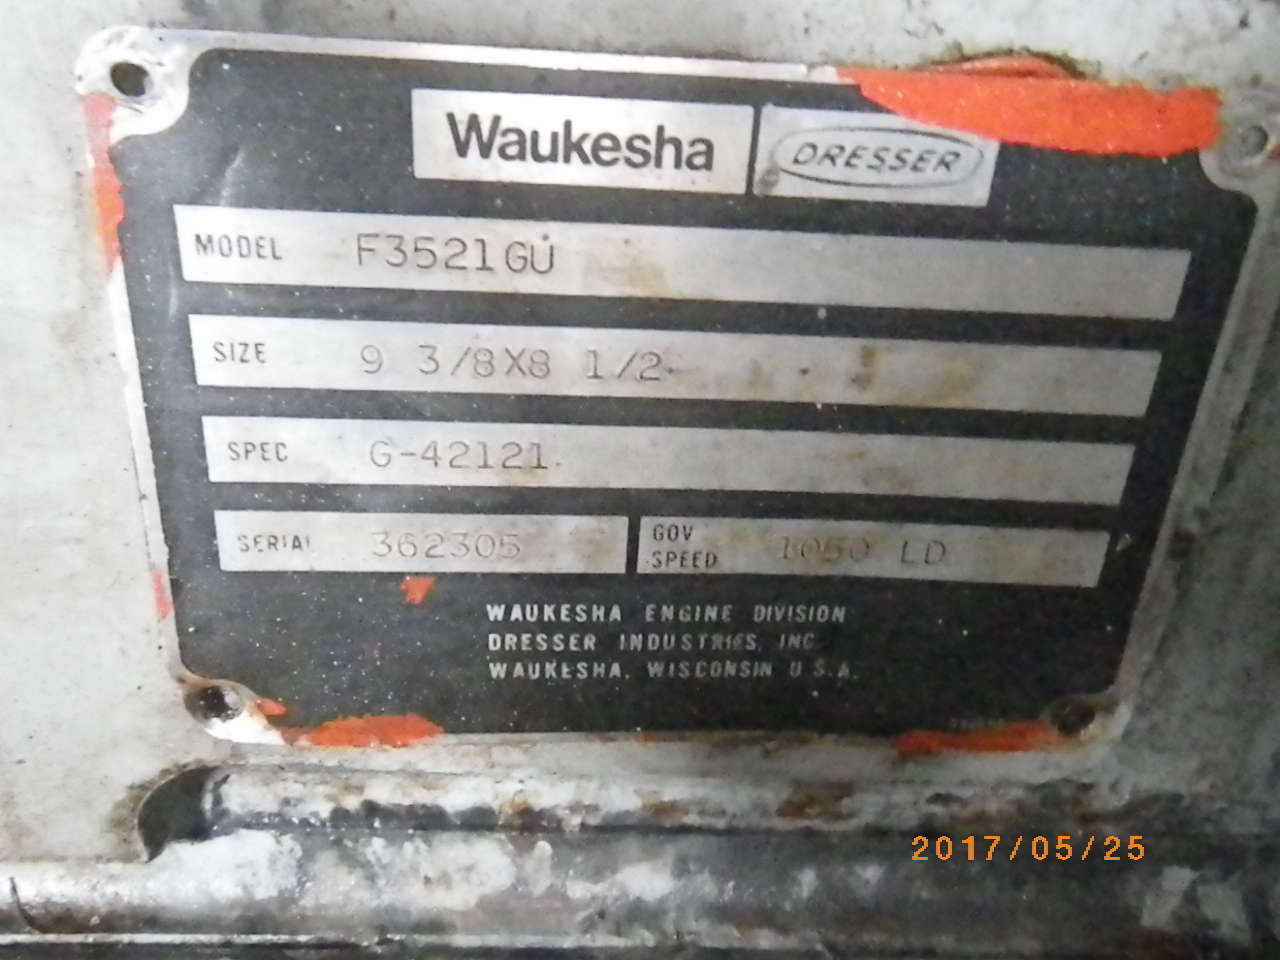 Waukesha DRESSER
MODEL F3521GU
SIZE 9 3/8X8 1/2
SPEC G-42121
SERIAL 362305
GOV SPEED 1050 LD
WAUKESHA ENGINE DIVISION
DRESSER INDUSTRIES, INC.
WAUKESHA, WISCONSIN U.S.A.
2017/05/25